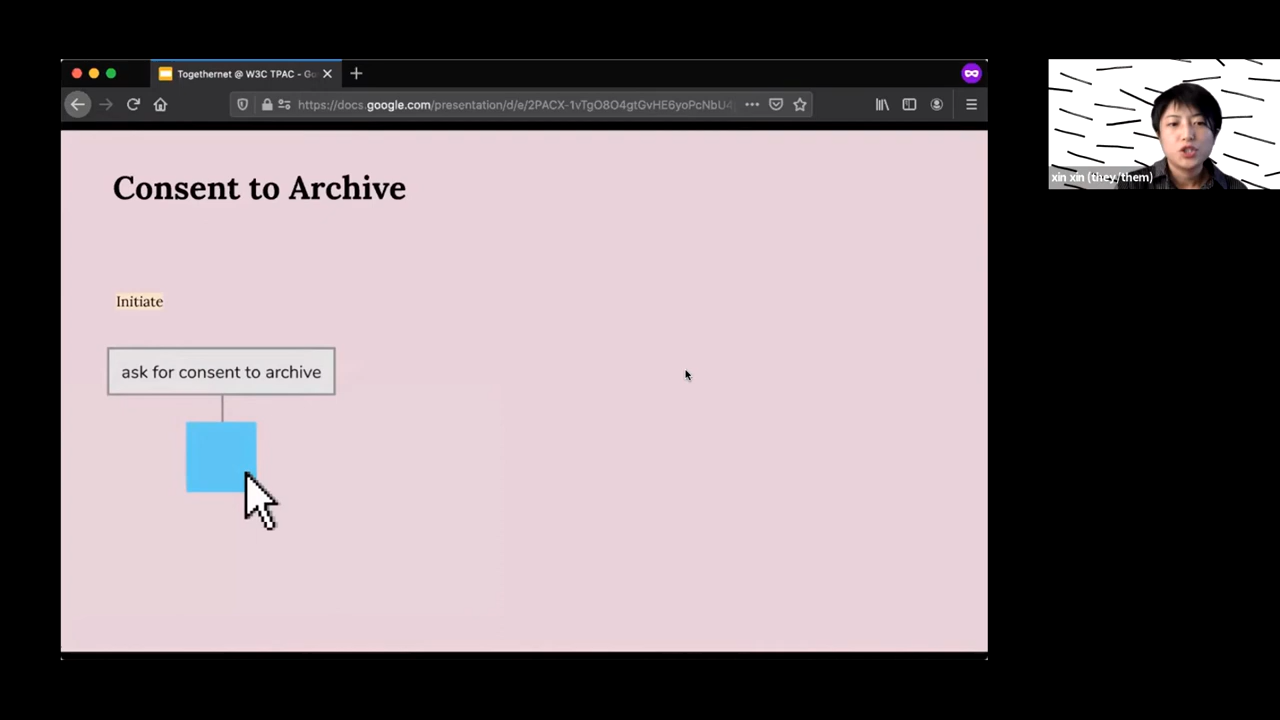 Togethernet @ W3C TPAC - Go
https://docs.google.com/presentation/d/e/2PACX-1vTgO8O4gtGvHE6yoPcNbU4
Consent to Archive
Initiate
ask for consent to archive
xin xin (they/them)